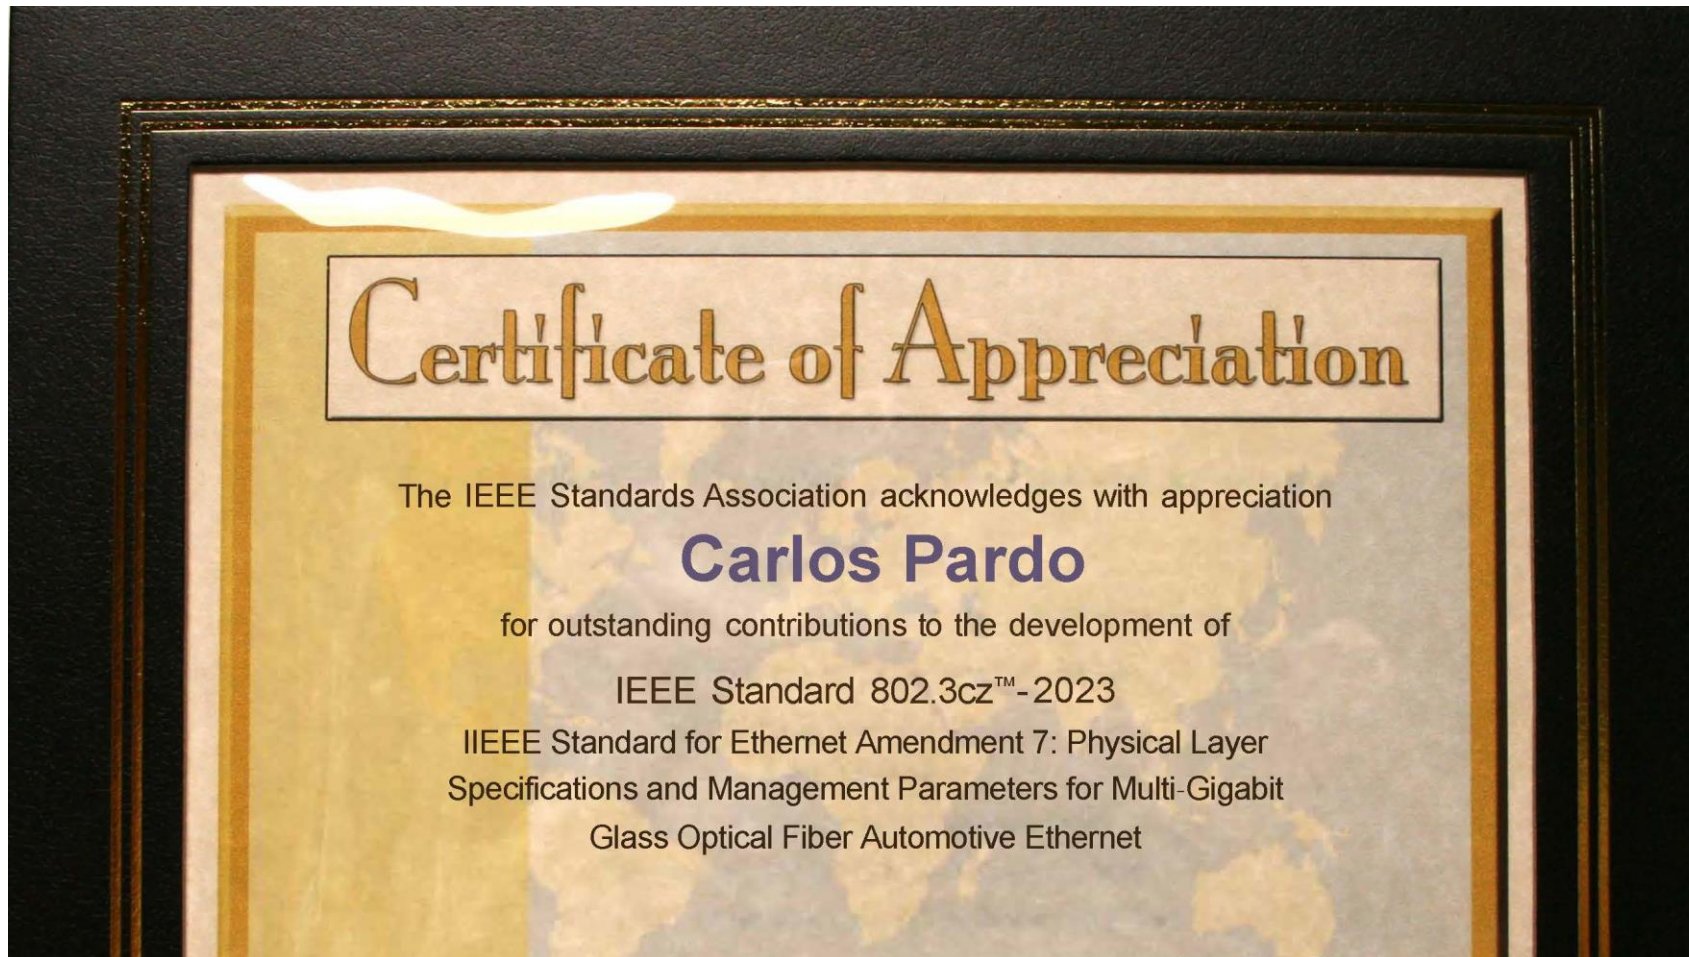 Certificate of Appreciation
The IEEE Standards Association acknowledges with appreciation
Carlos Pardo
for outstanding contributions to the development of
IEEE Standard 802.3cz™-2023
IIEEE Standard for Ethernet Amendment 7: Physical Layer
Specifications and Management Parameters for Multi-Gigabit
Glass Optical Fiber Automotive Ethernet